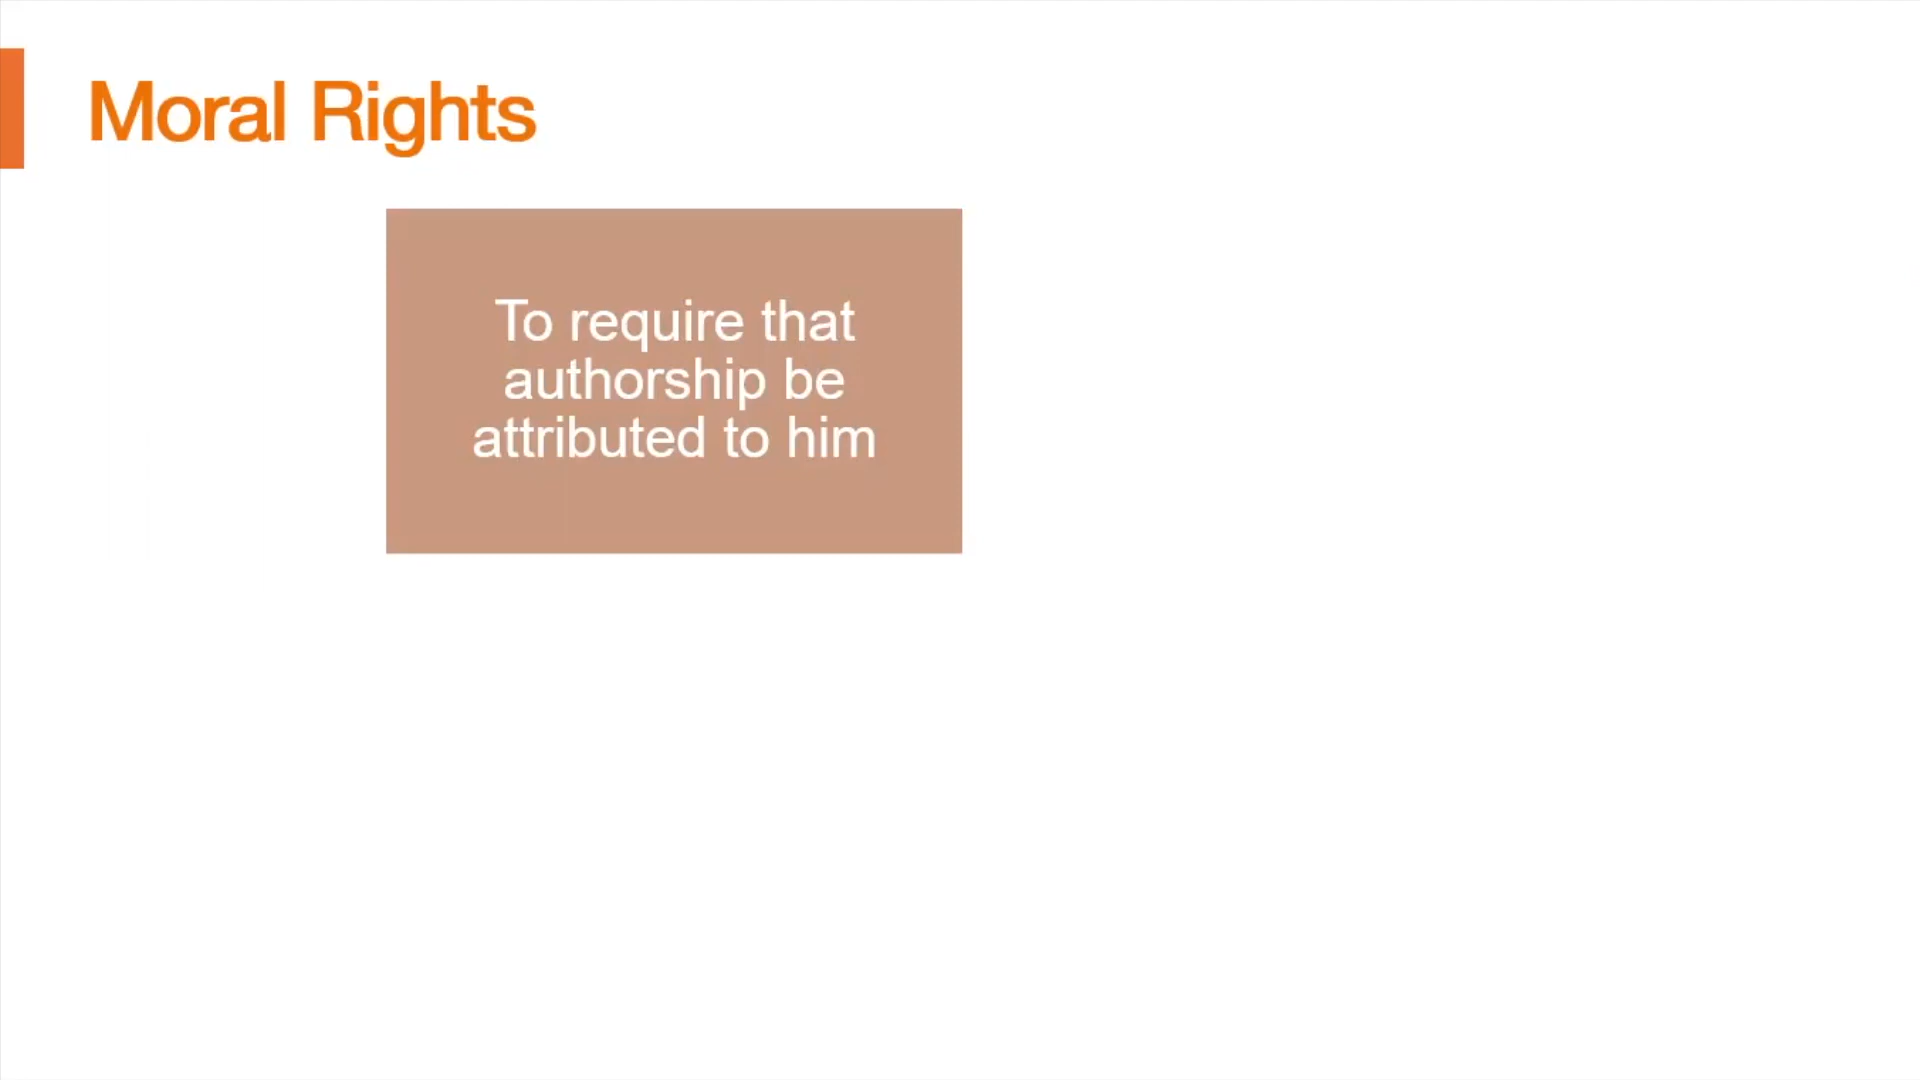 Moral Rights
To require that
authorship be
attributed to him